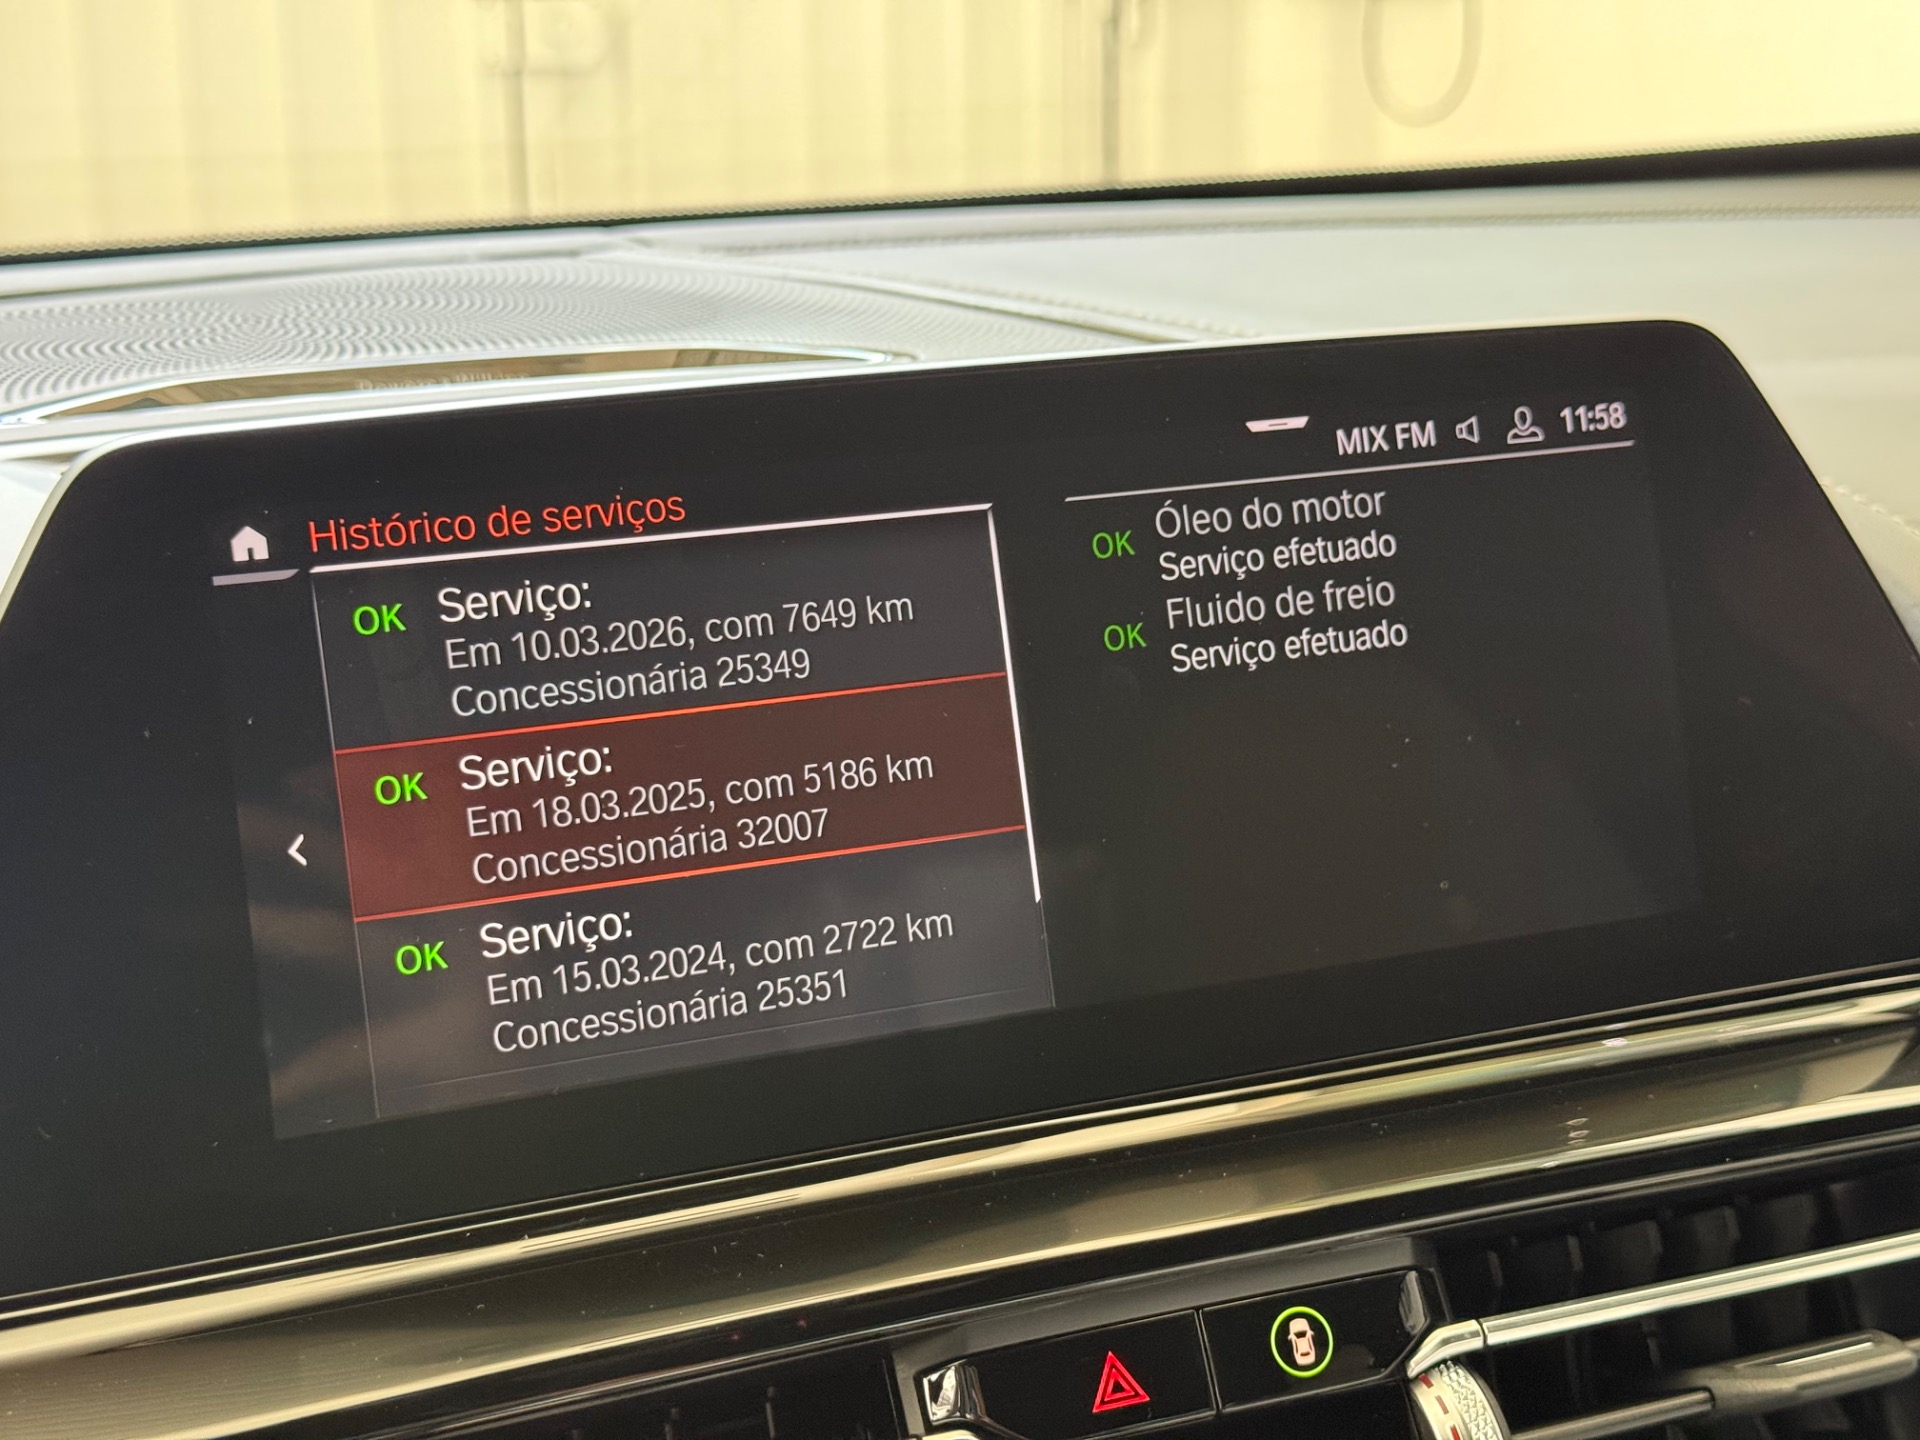 Bowers & Wilkins
MIX FM 11:58
Histórico de serviços
OK Serviço:
Em 10.03.2026, com 7649 km
Concessionária 25349
OK Serviço:
Em 18.03.2025, com 5186 km
Concessionária 32007
OK Serviço:
Em 15.03.2024, com 2722 km
Concessionária 25351
OK Óleo do motor
Serviço efetuado
OK Fluido de freio
Serviço efetuado